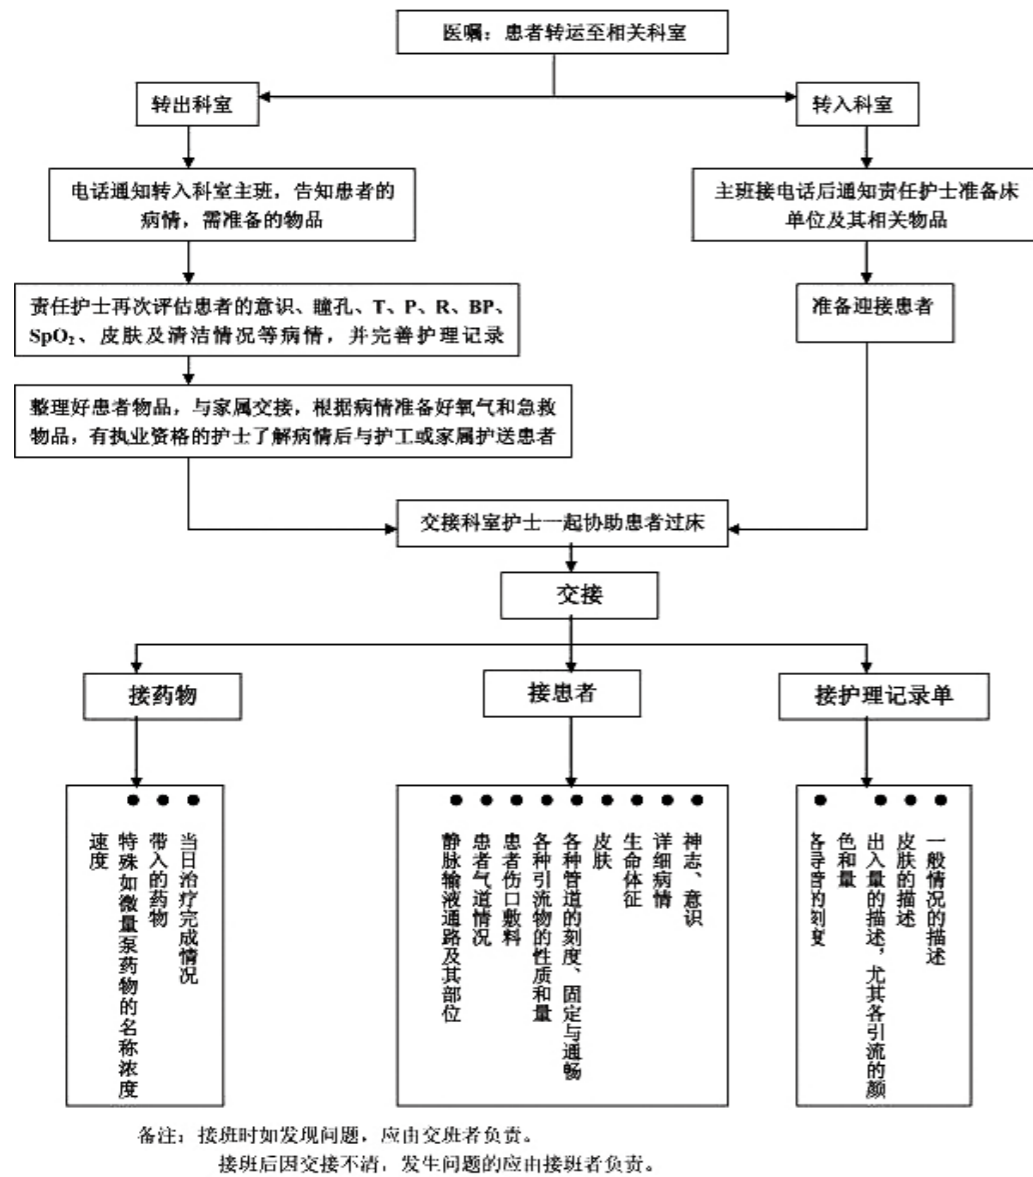 医嘱：患者转运至相关科室
转出科室
转入科室
电话通知转入科室主班，告知患者的
病情，需准备的物品
主班接电话后通知责任护士准备床
单位及其相关物品
责任护士再次评估患者的意识、瞳孔、T、P、R、BP、
SpO₂、皮肤及清洁情况等病情，并完善护理记录
准备迎接患者
整理好患者物品，与家属交接，根据病情准备好氧气和急救
物品，有执业资格的护士了解病情后与护工或家属护送患者
交接科室护士一起协助患者过床
交接
接药物
接患者
接护理记录单
● 当日治疗完成情况
● 带入的药物
● 特殊如微量泵药物的名称浓度
速度
● 神志、意识
● 详细病情
● 生命体征
● 皮肤
● 各种管道的刻度、固定与通畅
● 各种引流物的性质和量
● 患者伤口敷料
● 患者气道情况
● 静脉输液通路及其部位
● 一般情况的描述
● 皮肤的描述
● 出入量的描述，尤其各引流的颜
色和量
● 各导管的刻度
备注：接班时如发现问题，应由交班者负责。
接班后因交接不清，发生问题的应由接班者负责。